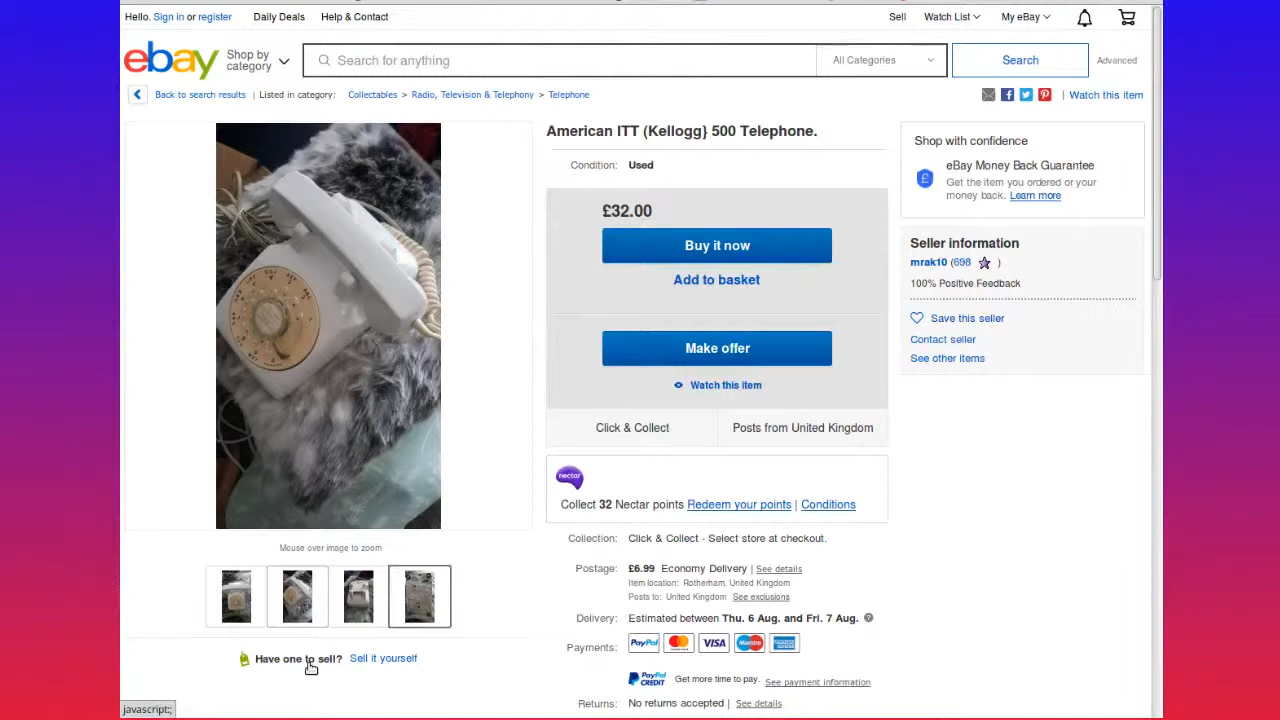 Hello. Sign in or register Daily Deals Help & Contact Sell Watch List My eBay
ebay Shop by category Search for anything All Categories Search Advanced
Back to search results | Listed in category: Collectables > Radio, Television & Telephony > Telephone | Watch this item
American ITT (Kellogg} 500 Telephone.
Condition: Used
£32.00
Buy it now
Add to basket
Make offer
Watch this item
Click & Collect Posts from United Kingdom
nectar
Collect 32 Nectar points Redeem your points | Conditions
Collection: Click & Collect - Select store at checkout.
Postage: £6.99 Economy Delivery | See details
Item location: Rotherham, United Kingdom
Posts to: United Kingdom See exclusions
Delivery: Estimated between Thu. 6 Aug. and Fri. 7 Aug.
Payments: PayPal MasterCard VISA Maestro
PayPal CREDIT Get more time to pay. See payment information
Returns: No returns accepted | See details
Shop with confidence
eBay Money Back Guarantee
Get the item you ordered or your
money back. Learn more
Seller information
mrak10 (698 )
100% Positive Feedback
Save this seller
Contact seller
See other items
Mouse over image to zoom
Have one to sell? Sell it yourself
javascript:;